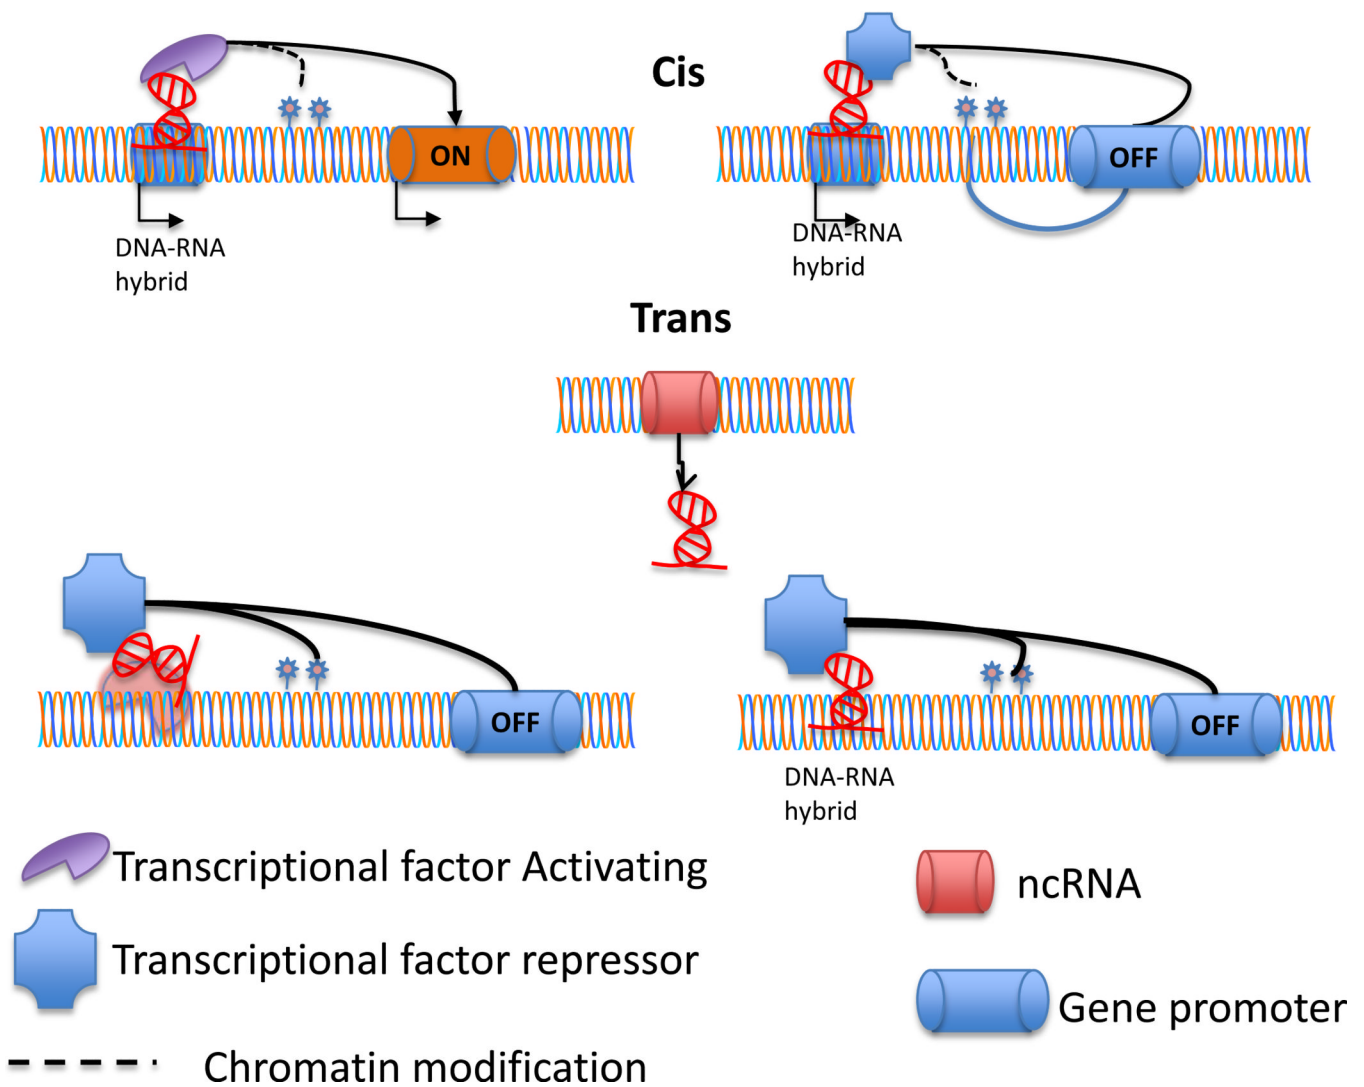 Cis
ON
OFF
DNA-RNA
hybrid
DNA-RNA
hybrid
Trans
OFF
OFF
DNA-RNA
hybrid
Transcriptional factor Activating
ncRNA
Transcriptional factor repressor
Gene promoter
Chromatin modification